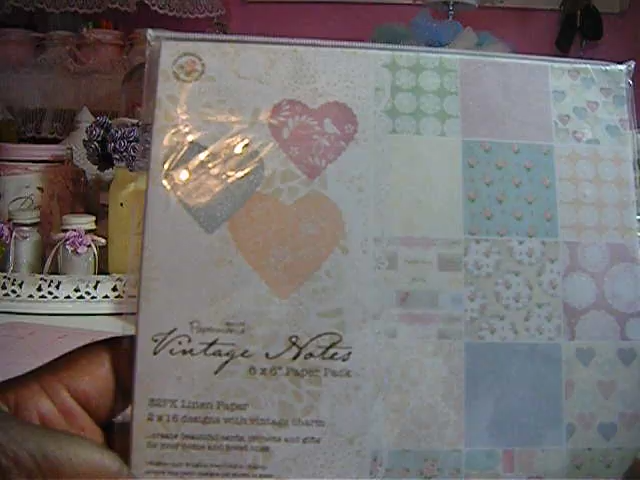 Vintage Notes
6 x 6" Paper Pack
32PK Linen Paper
2 x 16 designs with vintage charm
...create beautiful cards, projects and gifts
for your home and loved ones